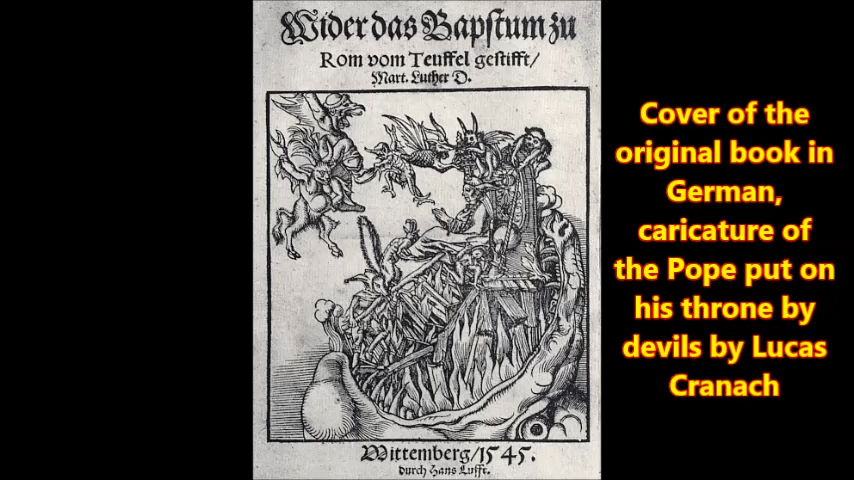 Wider das Bapstum zu
Rom vom Teuffel gestifft/
Mart. Luther D.
Wittemberg/1545.
durch Hans Lufft.
Cover of the
original book in
German,
caricature of
the Pope put on
his throne by
devils by Lucas
Cranach